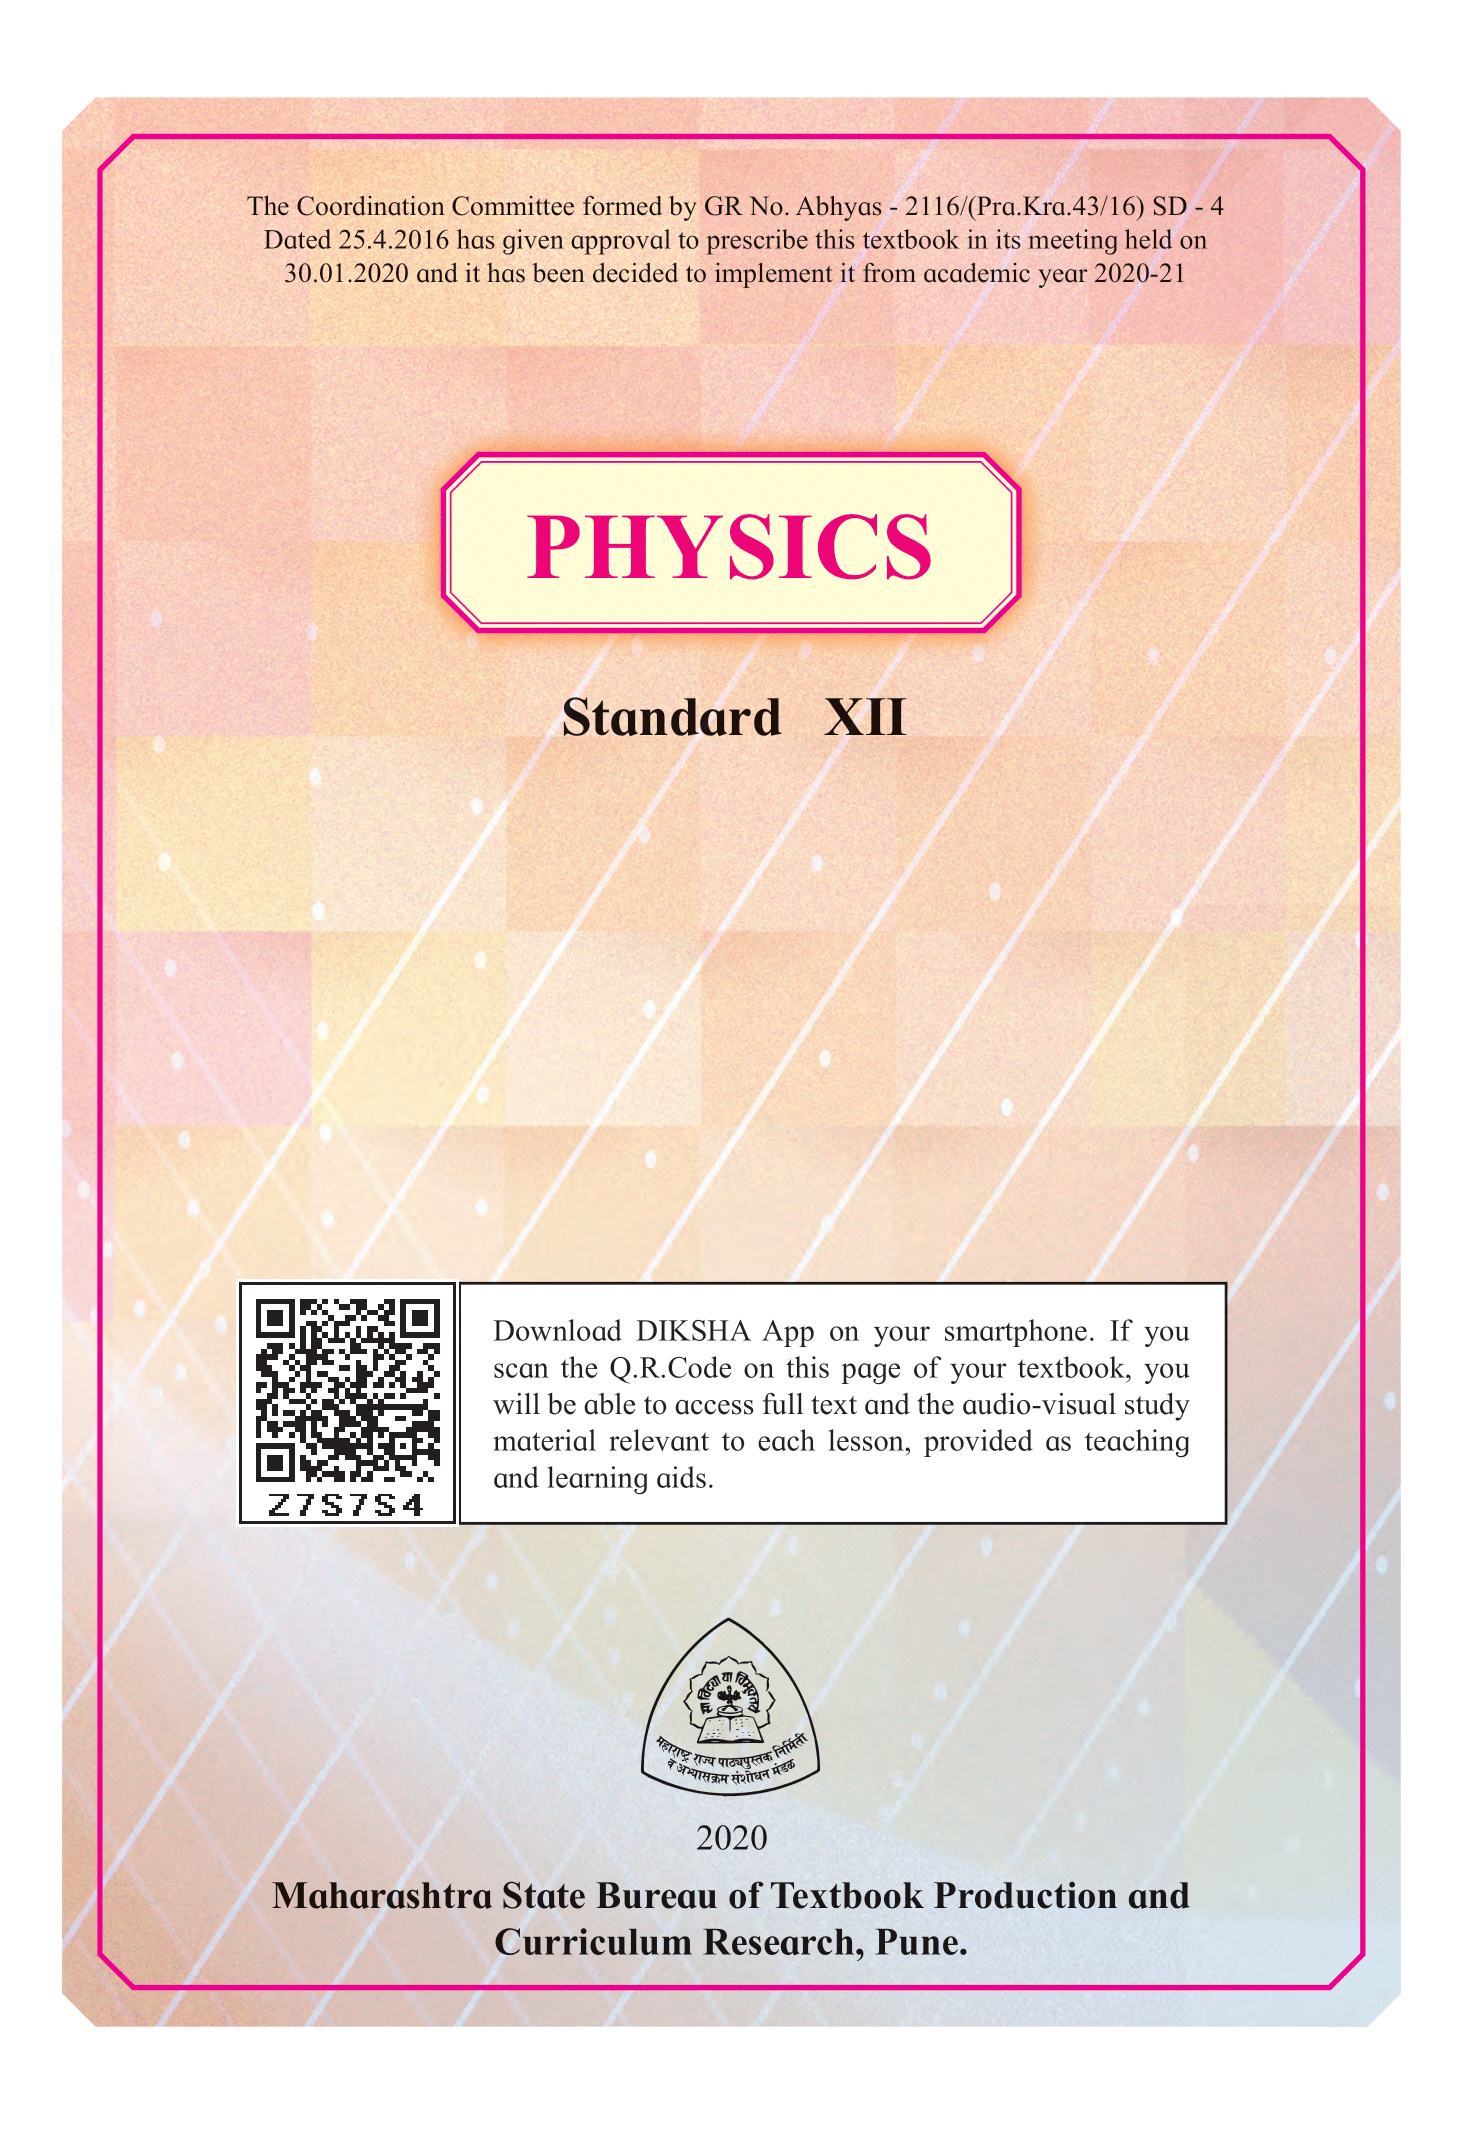 The Coordination Committee formed by GR No. Abhyas - 2116/(Pra.Kra.43/16) SD - 4
Dated 25.4.2016 has given approval to prescribe this textbook in its meeting held on
30.01.2020 and it has been decided to implement it from academic year 2020-21
PHYSICS
Standard XII
Download DIKSHA App on your smartphone. If you
scan the Q.R.Code on this page of your textbook, you
will be able to access full text and the audio-visual study
material relevant to each lesson, provided as teaching
and learning aids.
Z7S7S4
या विद्या या विमुक्तये
महाराष्ट्र राज्य पाठ्यपुस्तक निर्मिती
व अभ्यासक्रम संशोधन मंडळ
2020
Maharashtra State Bureau of Textbook Production and
Curriculum Research, Pune.